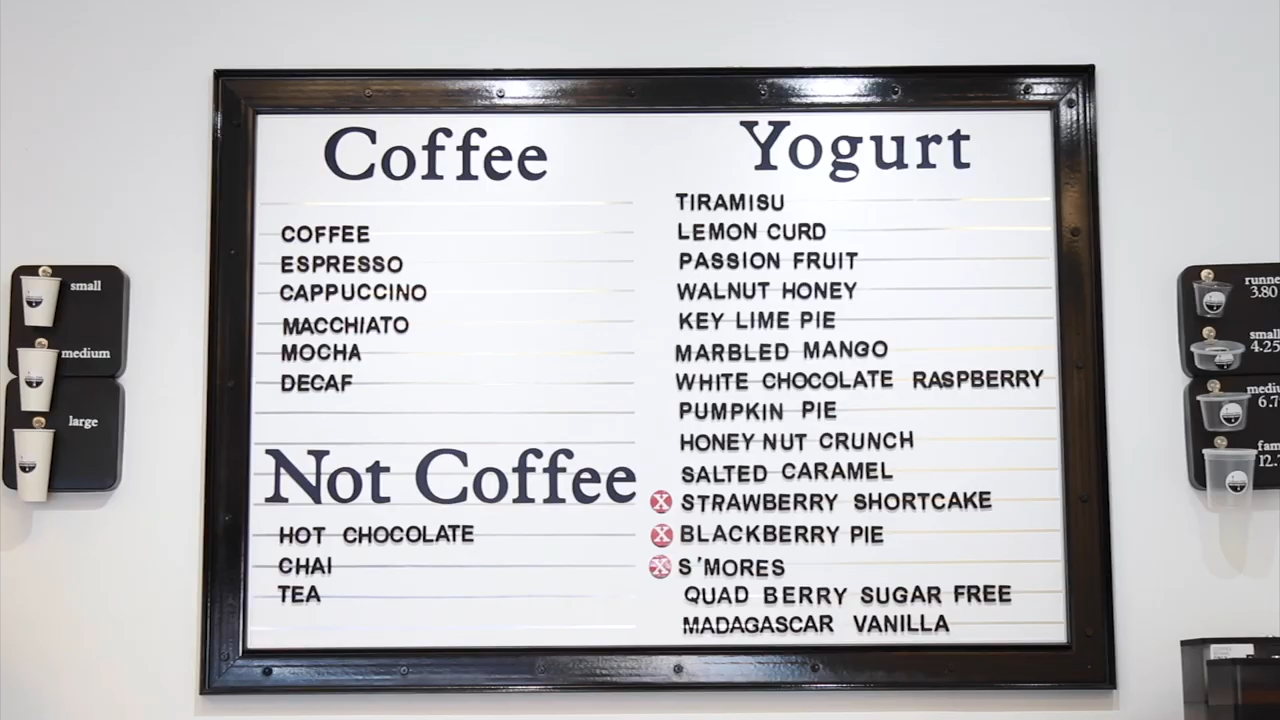 small
medium
large
Coffee
COFFEE
ESPRESSO
CAPPUCCINO
MACCHIATO
MOCHA
DECAF
Not Coffee
HOT CHOCOLATE
CHAI
TEA
Yogurt
TIRAMISU
LEMON CURD
PASSION FRUIT
WALNUT HONEY
KEY LIME PIE
MARBLED MANGO
WHITE CHOCOLATE RASPBERRY
PUMPKIN PIE
HONEY NUT CRUNCH
SALTED CARAMEL
X STRAWBERRY SHORTCAKE
X BLACKBERRY PIE
X S'MORES
QUAD BERRY SUGAR FREE
MADAGASCAR VANILLA
3.80
4.25